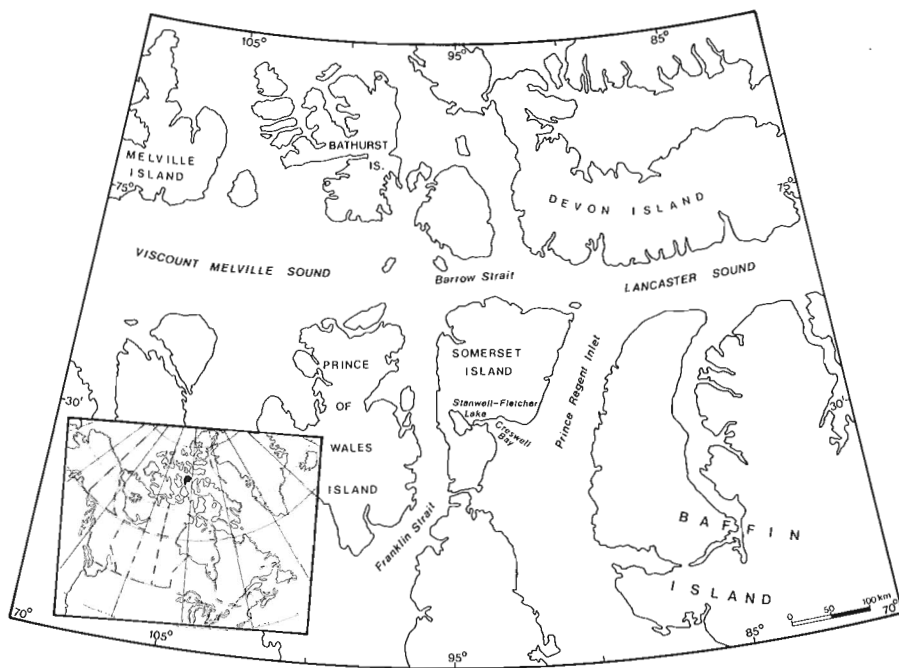 105°
95°
85°
MELVILLE
ISLAND
75°
BATHURST
IS.
DEVON ISLAND
75°
VISCOUNT MELVILLE SOUND
Barrow Strait
LANCASTER SOUND
PRINCE
OF
WALES
ISLAND
SOMERSET
ISLAND
Stanwell-Fletcher
Lake
Creswell
Bay
Prince Regent Inlet
30'
30'
Franklin Strait
BAFFIN
ISLAND
0 50 100 km
70°
70°
105°
95°
85°